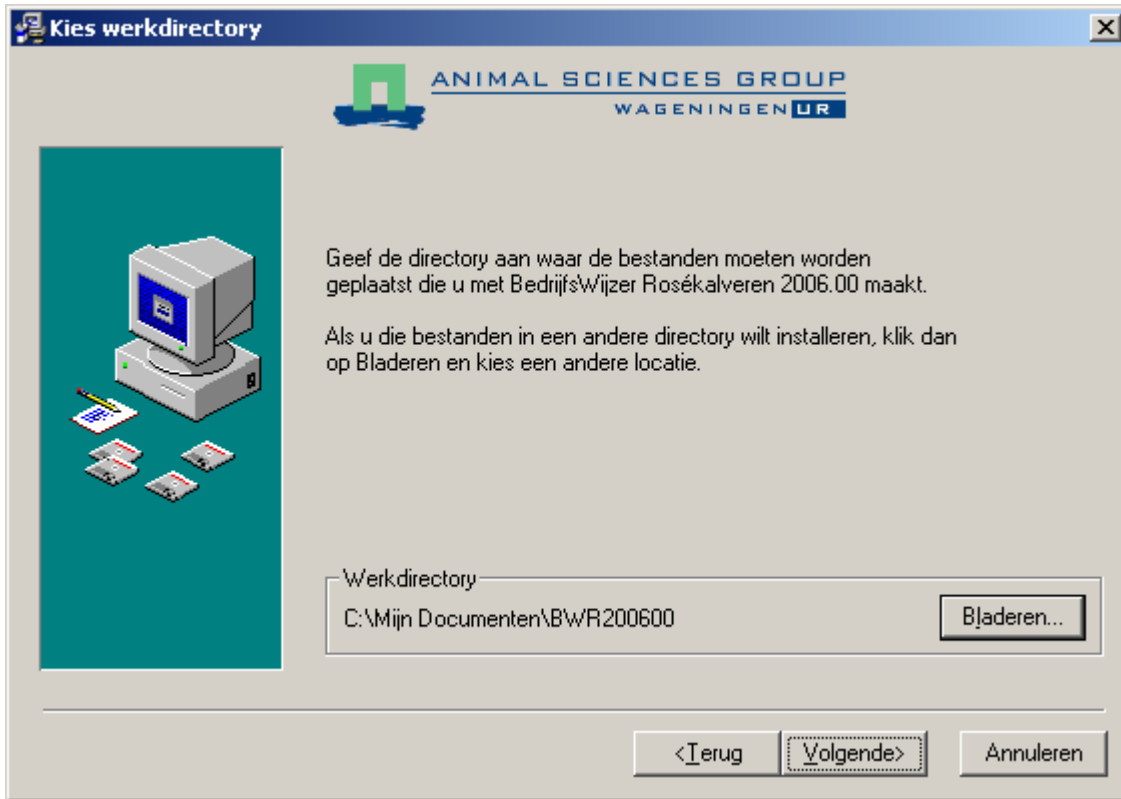 Kies werkdirectory
ANIMAL SCIENCES GROUP
WAGENINGEN UR
Geef de directory aan waar de bestanden moeten worden
geplaatst die u met BedrijfsWijzer Rosékalveren 2006.00 maakt.
Als u die bestanden in een andere directory wilt installeren, klik dan
op Bladeren en kies een andere locatie.
Werkdirectory
C:\Mijn Documenten\BWR200600
Bladeren...
<Terug
Volgende>
Annuleren